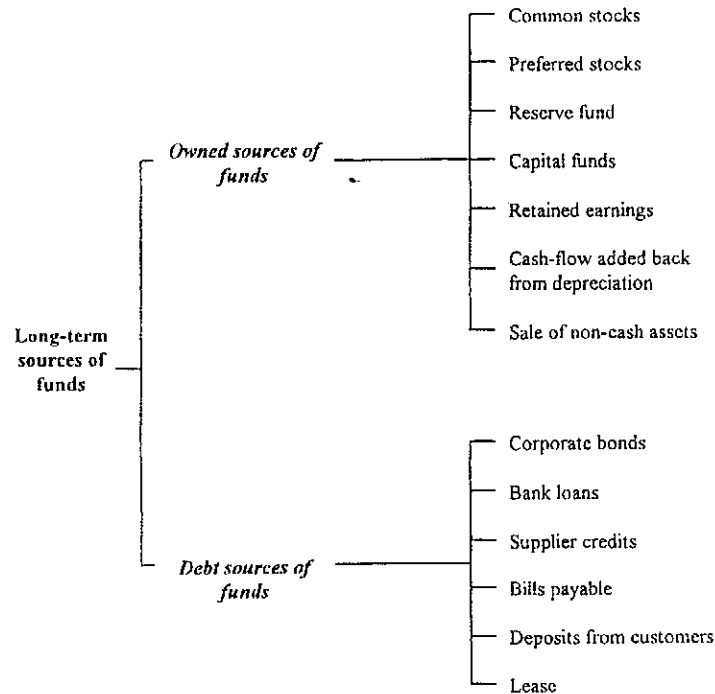 Long-term
sources of
funds
Owned sources of
funds
Common stocks
Preferred stocks
Reserve fund
Capital funds
Retained earnings
Cash-flow added back
from depreciation
Sale of non-cash assets
Debt sources of
funds
Corporate bonds
Bank loans
Supplier credits
Bills payable
Deposits from customers
Lease